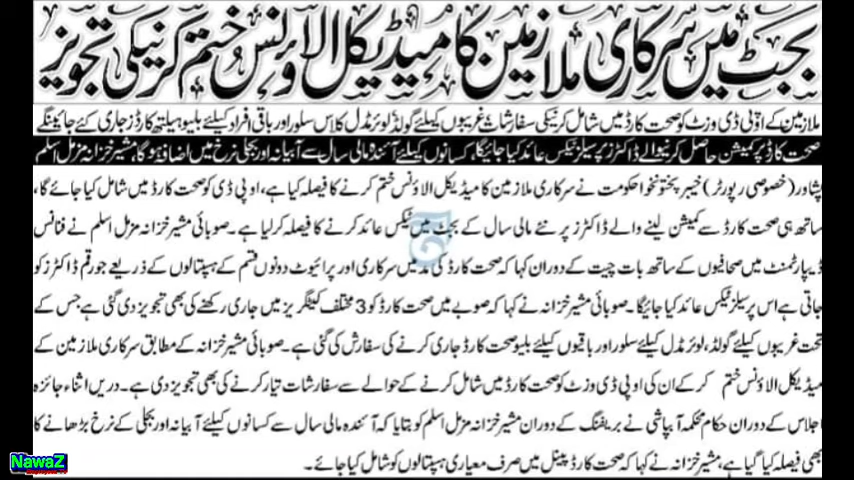 بجٹ میں سرکاری ملازمین کا میڈیکل الاؤنس ختم کرنیکی تجویز
ملازمین کے او پی ڈی وزٹ کو صحت کارڈ میں شامل کرنیکی سفارشات غریبوں کیلئے گولڈ، لوئر مڈل کلاس سلور اور باقی افراد کیلئے بلیو ہیلتھ کارڈز جاری کئے جائینگے
صحت کارڈ پر کمیشن حاصل کرنیوالے ڈاکٹرز پر سیلز ٹیکس عائد کیا جائیگا، کسانوں کیلئے آئندہ مالی سال سے آبیانہ اور بجلی نرخ میں اضافہ ہوگا، مشیر خزانہ مزمل اسلم
پشاور (خصوصی رپورٹر) خیبر پختونخوا حکومت نے سرکاری ملازمین کا میڈیکل الاؤنس ختم کرنے کا فیصلہ کیا ہے، او پی ڈی کو صحت کارڈ میں شامل کیا جائے گا،
ساتھ ہی صحت کارڈ سے کمیشن لینے والے ڈاکٹرز پر نئے مالی سال کے بجٹ میں ٹیکس عائد کرنے کا فیصلہ کر لیا ہے۔ صوبائی مشیر خزانہ مزمل اسلم نے فنانس
ڈیپارٹمنٹ میں صحافیوں کے ساتھ بات چیت کے دوران کہا کہ صحت کارڈ کی مد میں سرکاری اور پرائیوٹ دونوں قسم کے ہسپتالوں کے ذریعے جو رقم ڈاکٹرز کو
جاتی ہے اس پر سیلز ٹیکس عائد کیا جائیگا۔ صوبائی مشیر خزانہ نے کہا کہ صوبے میں صحت کارڈ کو 3 مختلف کیٹگریز میں جاری رکھنے کی بھی تجویز دی گئی ہے جس کے
تحت غریبوں کیلئے گولڈ، لوئر مڈل کیلئے سلور اور باقیوں کیلئے بلیو صحت کارڈ جاری کرنے کی سفارش کی گئی ہے۔ صوبائی مشیر خزانہ کے مطابق سرکاری ملازمین کے
میڈیکل الاؤنس ختم کر کے ان کی او پی ڈی وزٹ کو صحت کارڈ میں شامل کرنے کے حوالے سے سفارشات تیار کرنے کی بھی تجویز دی ہے۔ دریں اثناء جائزہ
اجلاس کے دوران حکام محکمہ آبپاشی نے بریفنگ کے دوران مشیر خزانہ مزمل اسلم کو بتایا کہ آئندہ مالی سال سے کسانوں کیلئے آبیانہ اور بجلی کے نرخ بڑھانے کا
بھی فیصلہ کیا گیا ہے، مشیر خزانہ نے کہا کہ صحت کارڈ پینل میں صرف معیاری ہسپتالوں کو شامل کیا جائے۔
NawaZ